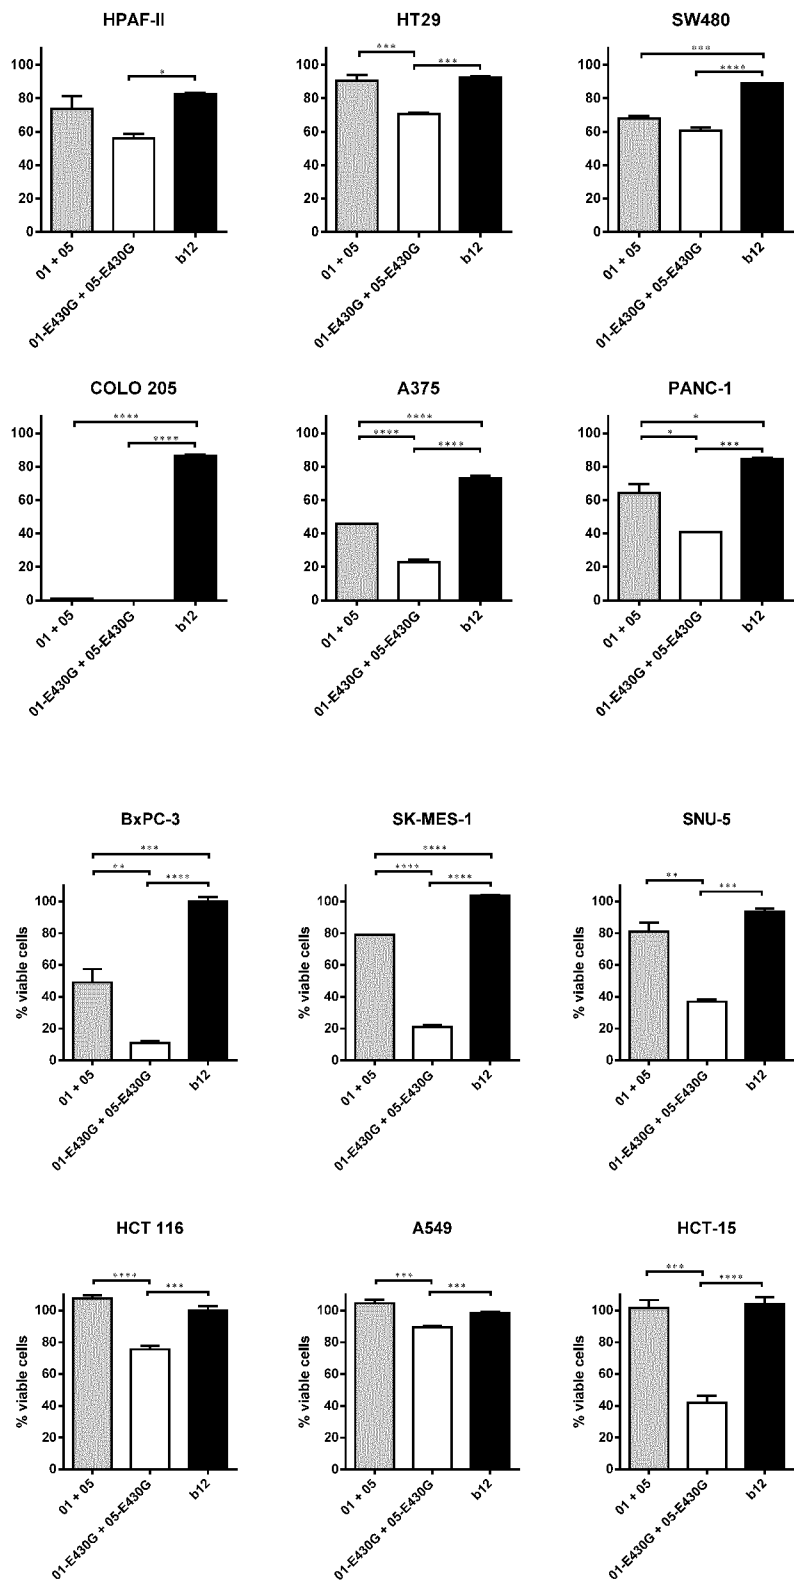 HPAF-II
*
100
80
60
40
20
0
01 + 05
01-E430G + 05-E430G
b12
HT29
***
***
100
80
60
40
20
0
01 + 05
01-E430G + 05-E430G
b12
SW480
***
****
100
80
60
40
20
0
01 + 05
01-E430G + 05-E430G
b12
COLO 205
****
****
100
80
60
40
20
0
01 + 05
01-E430G + 05-E430G
b12
A375
****
****
****
100
80
60
40
20
0
01 + 05
01-E430G + 05-E430G
b12
PANC-1
*
*
***
100
80
60
40
20
0
01 + 05
01-E430G + 05-E430G
b12
BxPC-3
***
**
****
% viable cells
100
80
60
40
20
0
01 + 05
01-E430G + 05-E430G
b12
SK-MES-1
****
****
****
% viable cells
100
80
60
40
20
0
01 + 05
01-E430G + 05-E430G
b12
SNU-5
**
***
% viable cells
100
80
60
40
20
0
01 + 05
01-E430G + 05-E430G
b12
HCT 116
****
***
% viable cells
100
80
60
40
20
0
01 + 05
01-E430G + 05-E430G
b12
A549
***
***
% viable cells
100
80
60
40
20
0
01 + 05
01-E430G + 05-E430G
b12
HCT-15
***
****
% viable cells
100
80
60
40
20
0
01 + 05
01-E430G + 05-E430G
b12